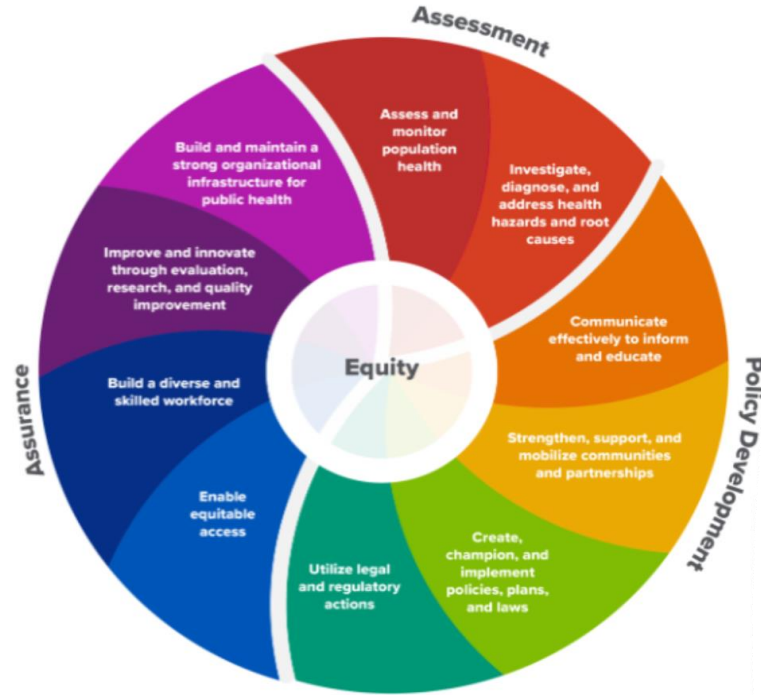 Assessment
Assess and
monitor
population
health
Investigate,
diagnose, and
address health
hazards and root
causes
Policy Development
Communicate
effectively to inform
and educate
Strengthen, support, and
mobilize communities
and partnerships
Create,
champion, and
implement
policies, plans,
and laws
Utilize legal
and regulatory
actions
Assurance
Enable
equitable
access
Build a diverse and
skilled workforce
Improve and innovate
through evaluation,
research, and quality
improvement
Build and maintain a
strong organizational
infrastructure for
public health
Equity